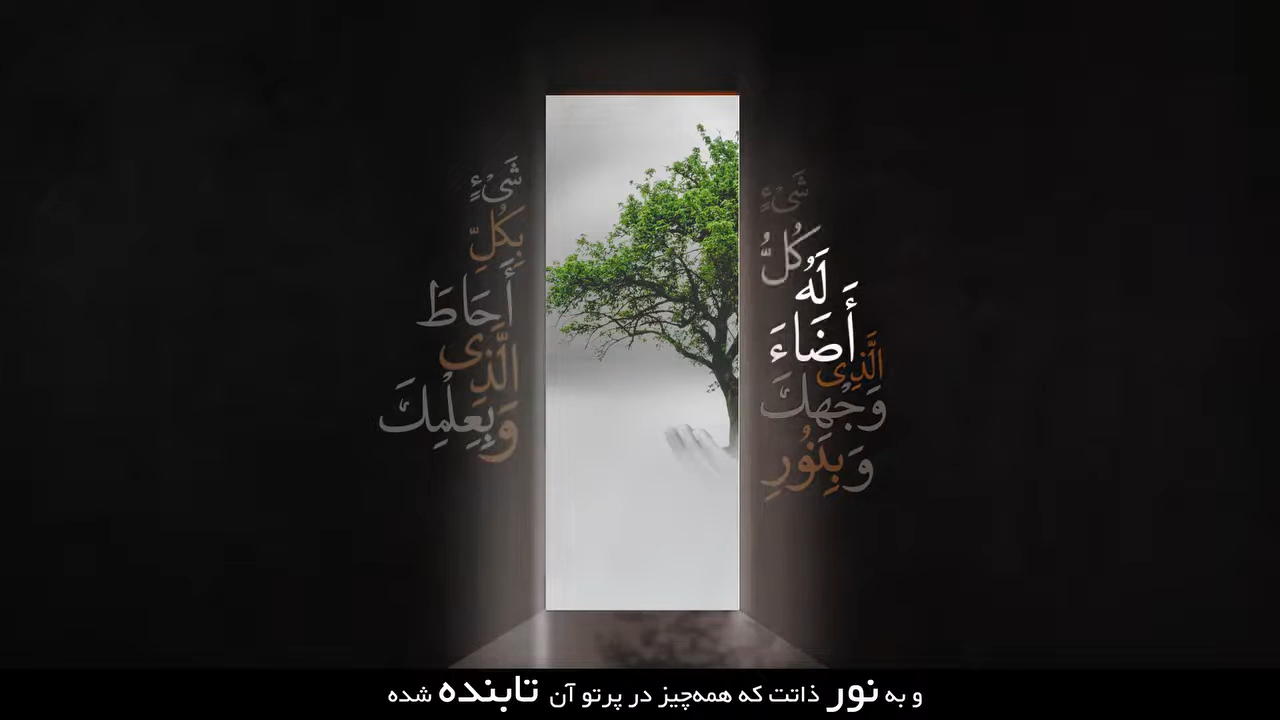 وَبِعِلْمِكَ
الَّذِى
أَحَاطَ
بِكُلِّ
شَىْءٍ
وَبِنُورِ
وَجْهِكَ
الَّذِى
أَضَاءَ
لَهُ
كُلُّ
شَىْءٍ
و به نور ذاتت که همه‌چیز در پرتو آن تابنده شده